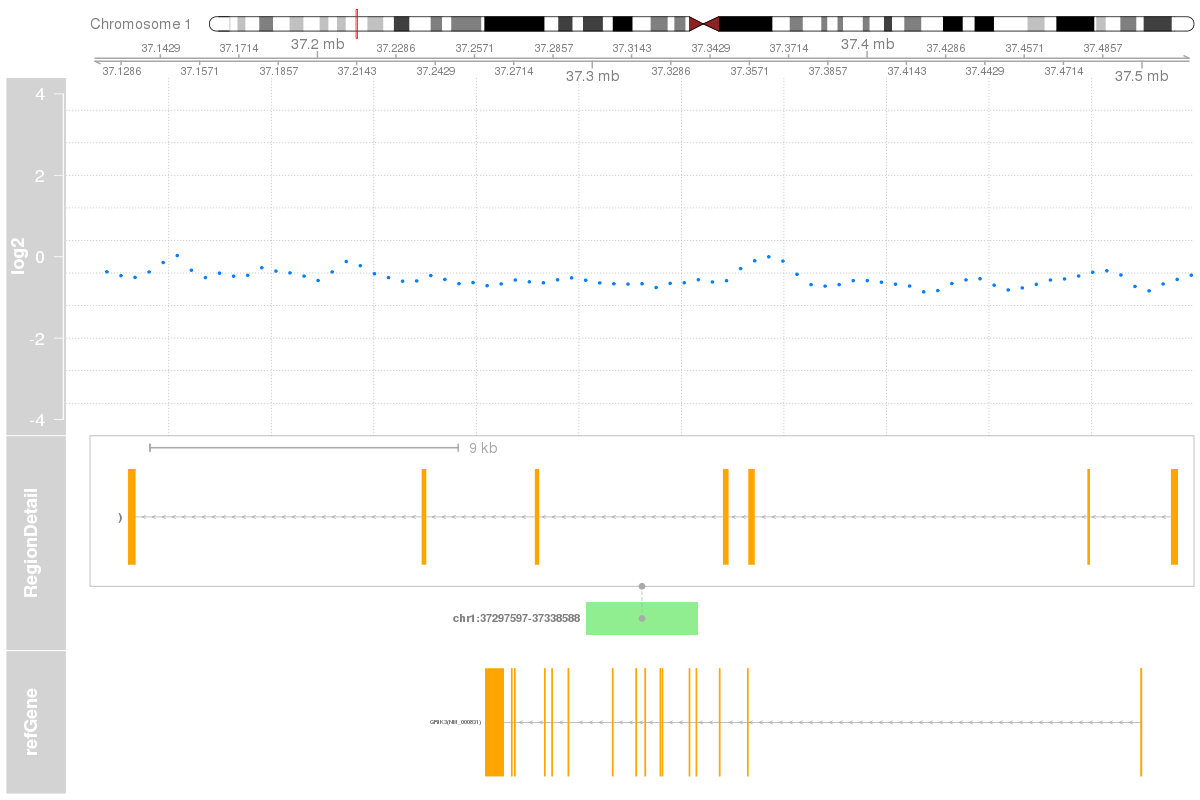 Chromosome 1
37.1429 37.1714 37.2 mb 37.2286 37.2571 37.2857 37.3143 37.3429 37.3714 37.4 mb 37.4286 37.4571 37.4857
37.1286 37.1571 37.1857 37.2143 37.2429 37.2714 37.3 mb 37.3286 37.3571 37.3857 37.4143 37.4429 37.4714 37.5 mb
4
2
0
-2
-4
log2
9 kb
RegionDetail
)
chr1:37297597-37338588
refGene
GRIK3(NM_000831)